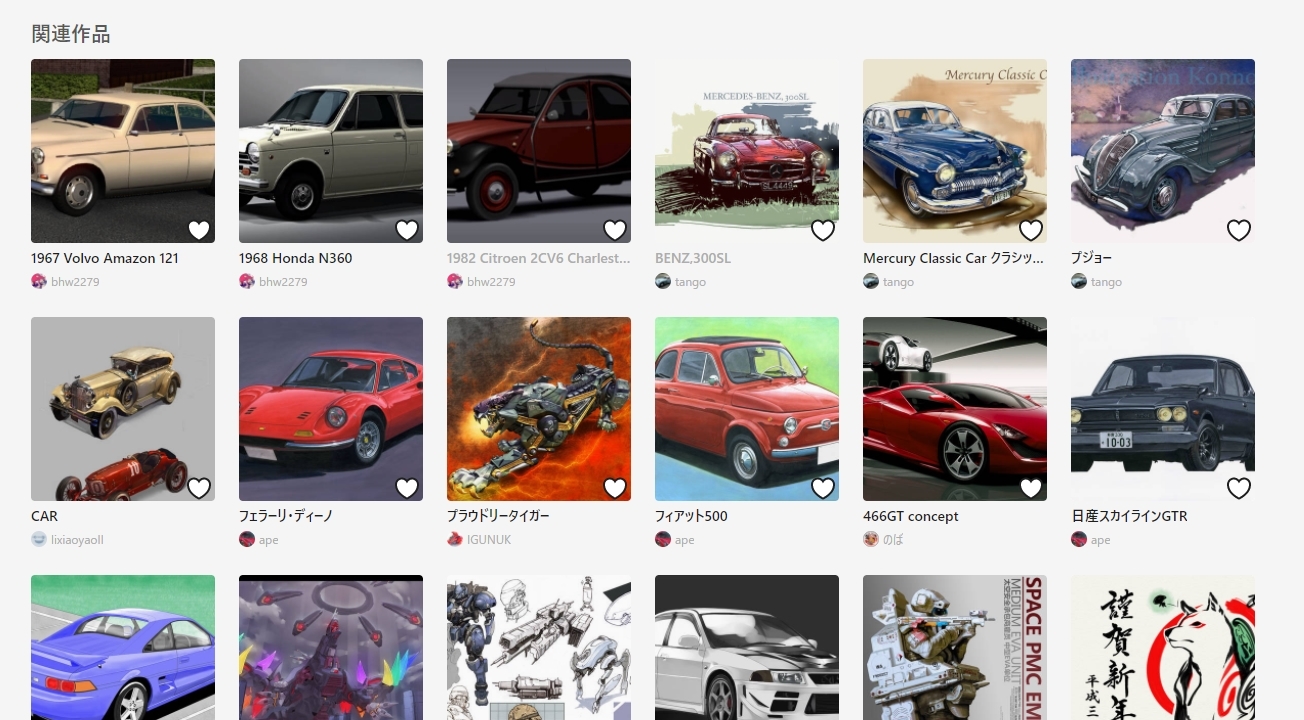 関連作品
1967 Volvo Amazon 121
bhw2279
1968 Honda N360
bhw2279
1982 Citroen 2CV6 Charlest...
bhw2279
MERCEDES-BENZ, 300SL
SL4449
BENZ,300SL
tango
Mercury Classic C
Mercury Classic Car クラシッ...
tango
プジョー
tango
CAR
lixiaoyaoII
フェラーリ・ディーノ
ape
プラウドリータイガー
IGUNUK
フィアット500
ape
466GT concept
のば
10-03
日産スカイラインGTR
ape
SPACE PMC EM
MEDIUM EVA UNIT
謹賀新年
平成三